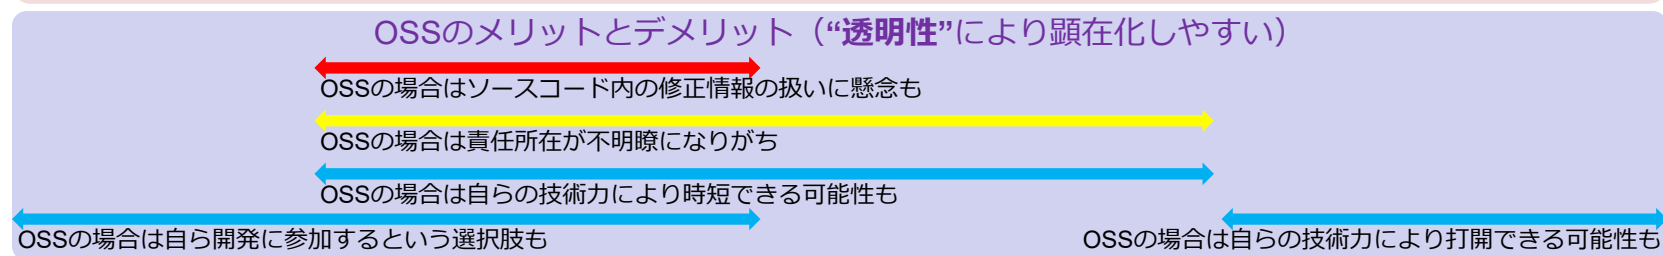 OSSのメリットとデメリット（“透明性”により顕在化しやすい）
OSSの場合はソースコード内の修正情報の扱いに懸念も
OSSの場合は責任所在が不明瞭になりがち
OSSの場合は自らの技術力により時短できる可能性も
OSSの場合は自ら開発に参加するという選択肢も
OSSの場合は自らの技術力により打開できる可能性も